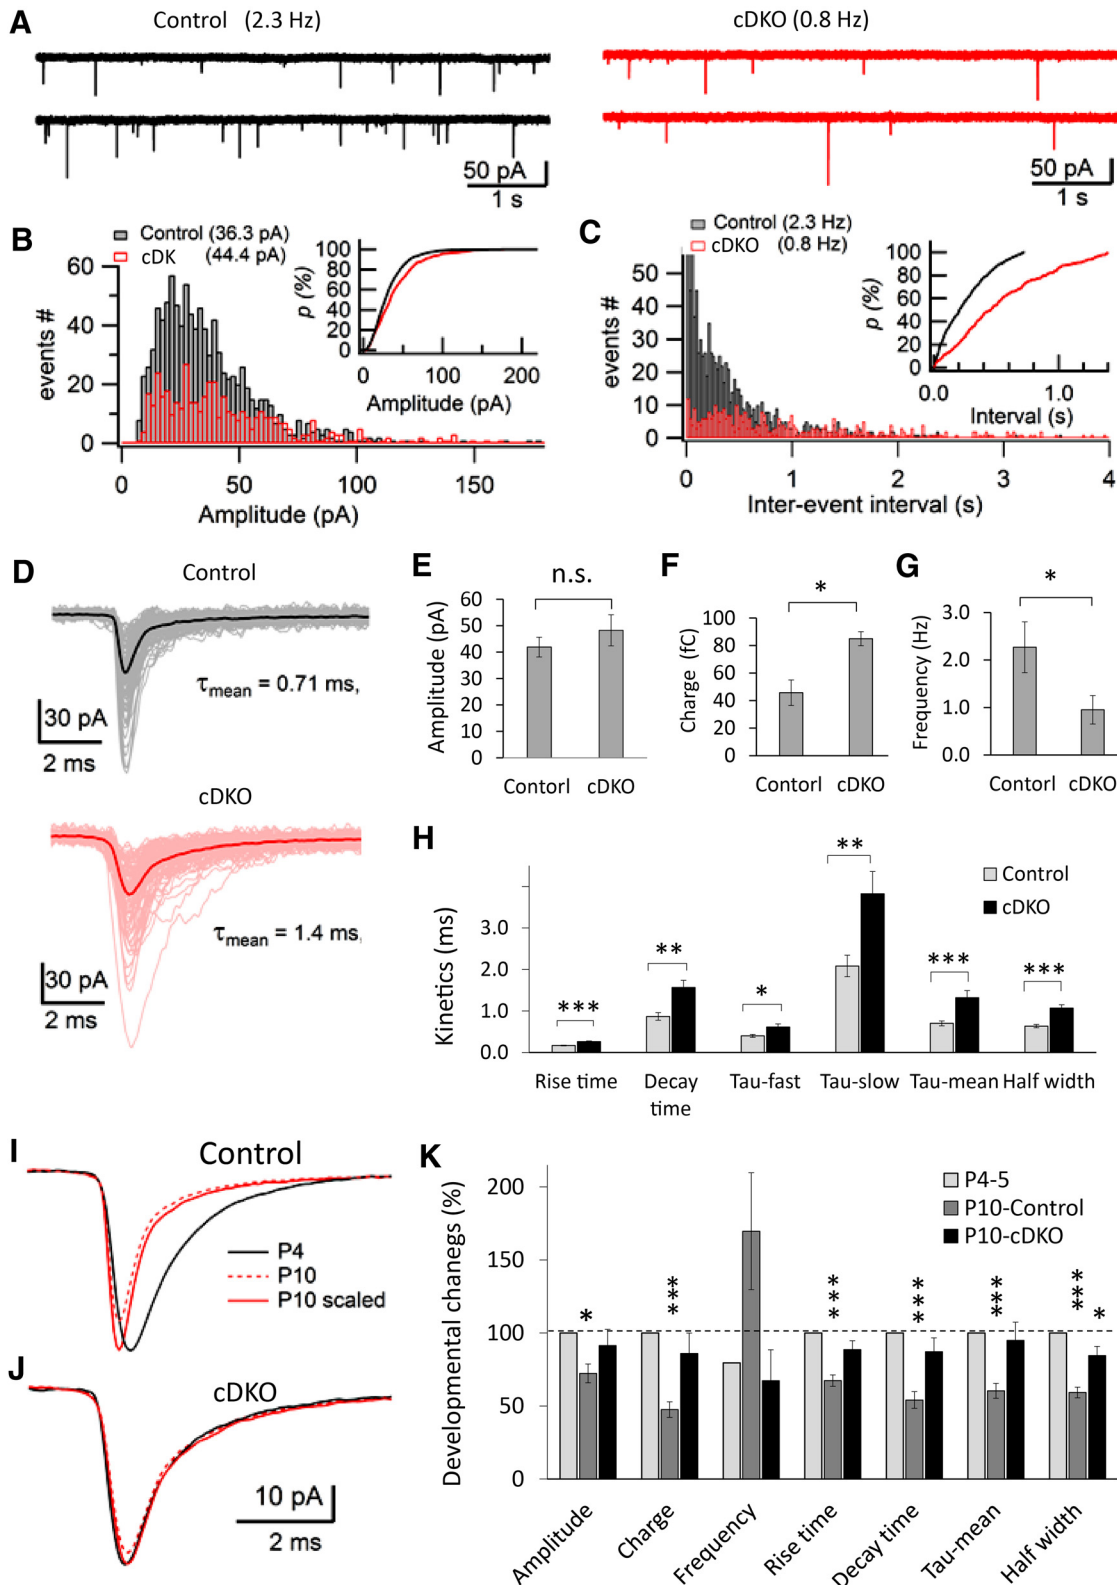 A
Control (2.3 Hz)
cDKO (0.8 Hz)
50 pA
1 s
50 pA
1 s
B
Control (36.3 pA)
cDK (44.4 pA)
60
40
20
0
events #
0
50
100
150
Amplitude (pA)
100
80
60
40
20
0
p (%)
0
100
200
Amplitude (pA)
C
Control (2.3 Hz)
cDKO (0.8 Hz)
50
40
30
20
10
0
events #
0
1
2
3
4
Inter-event interval (s)
100
80
60
40
20
0
p (%)
0.0
1.0
Interval (s)
D
Control
τmean = 0.71 ms,
30 pA
2 ms
cDKO
τmean = 1.4 ms,
30 pA
2 ms
E
n.s.
60
50
40
30
20
10
0
Amplitude (pA)
Contorl
cDKO
F
*
100
80
60
40
20
0
Charge (fC)
Contorl
cDKO
G
*
3.0
2.0
1.0
0.0
Frequency (Hz)
Contorl
cDKO
H
Control
cDKO
3.0
2.0
1.0
0.0
Kinetics (ms)
***
**
*
**
***
***
Rise time
Decay
time
Tau-fast
Tau-slow
Tau-mean
Half width
I
Control
P4
P10
P10 scaled
J
cDKO
10 pA
2 ms
K
P4-5
P10-Control
P10-cDKO
200
150
100
50
0
Developmental chanegs (%)
*
***
***
***
***
***
*
Amplitude
Charge
Frequency
Rise time
Decay time
Tau-mean
Half width